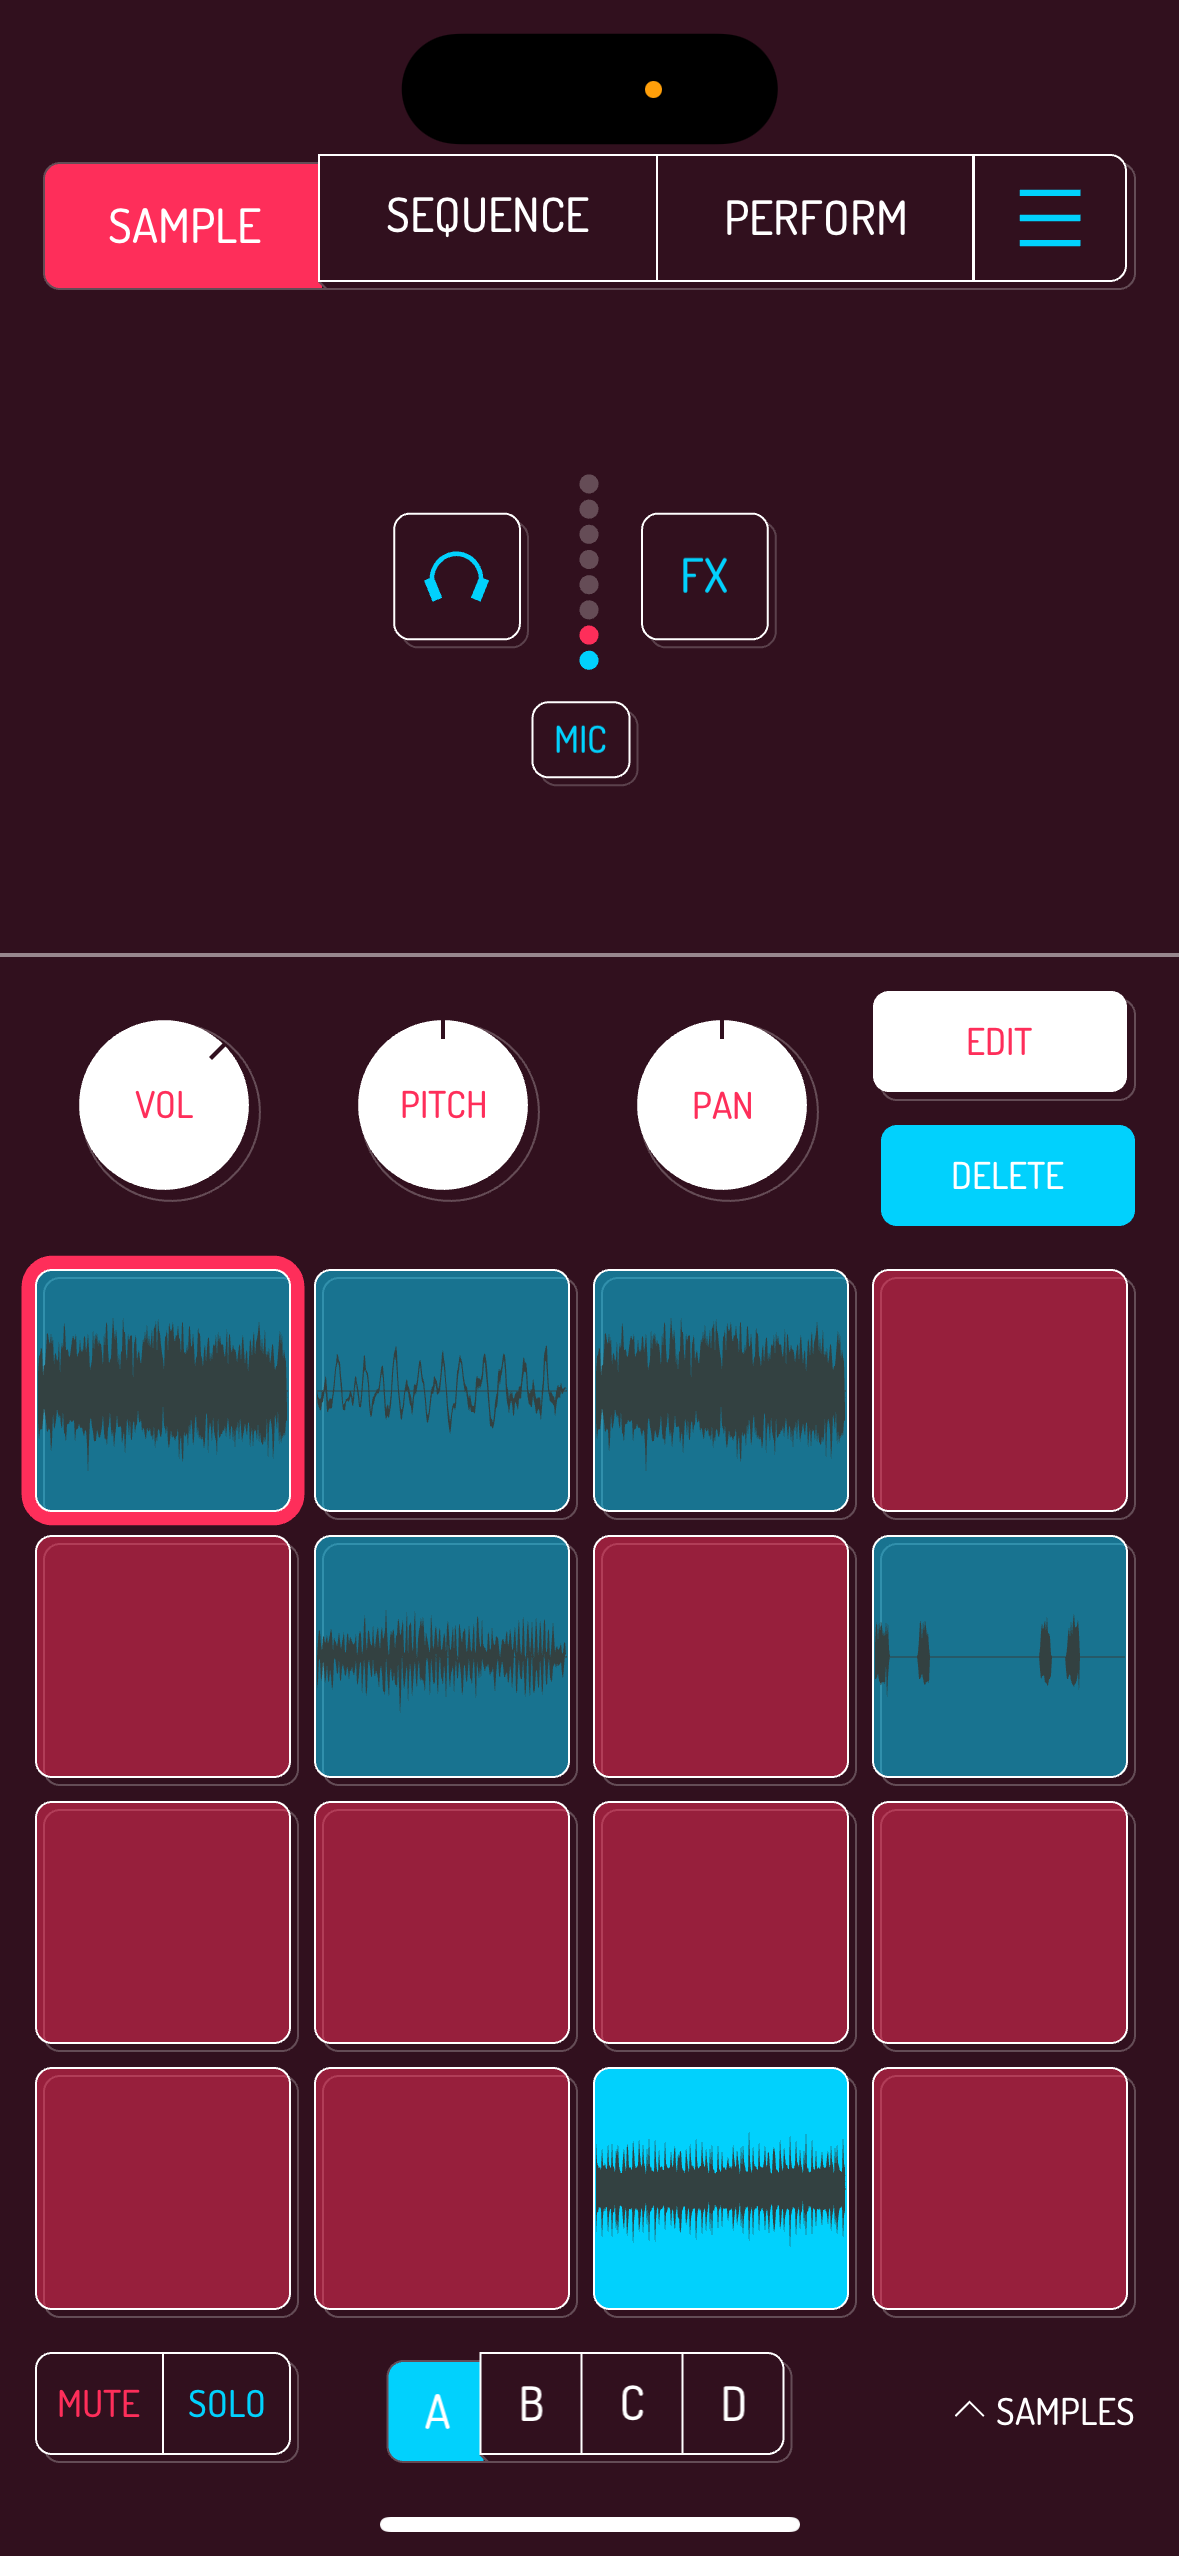 SAMPLE SEQUENCE PERFORM
FX
MIC
VOL PITCH PAN
EDIT
DELETE
MUTE SOLO
A B C D
SAMPLES